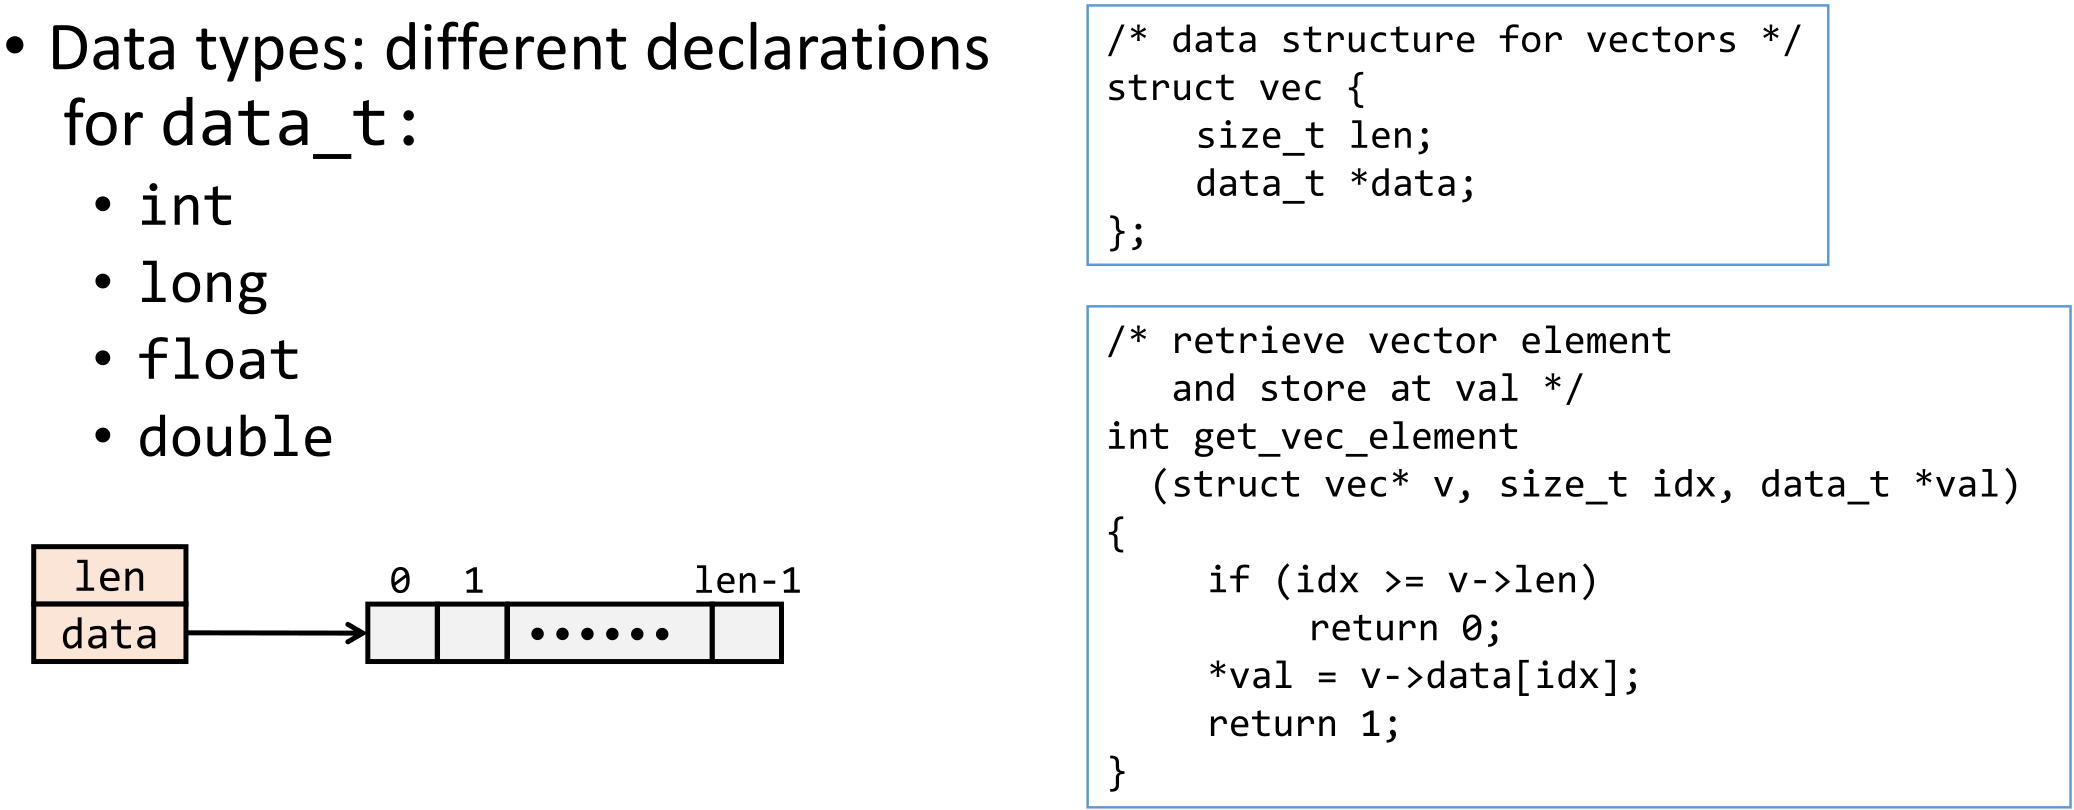 • Data types: different declarations
for data_t:
• int
• long
• float
• double
len
data
0 1 •••••• len-1
/* data structure for vectors */
struct vec {
    size_t len;
    data_t *data;
};
/* retrieve vector element
   and store at val */
int get_vec_element
  (struct vec* v, size_t idx, data_t *val)
{
    if (idx >= v->len)
        return 0;
    *val = v->data[idx];
    return 1;
}